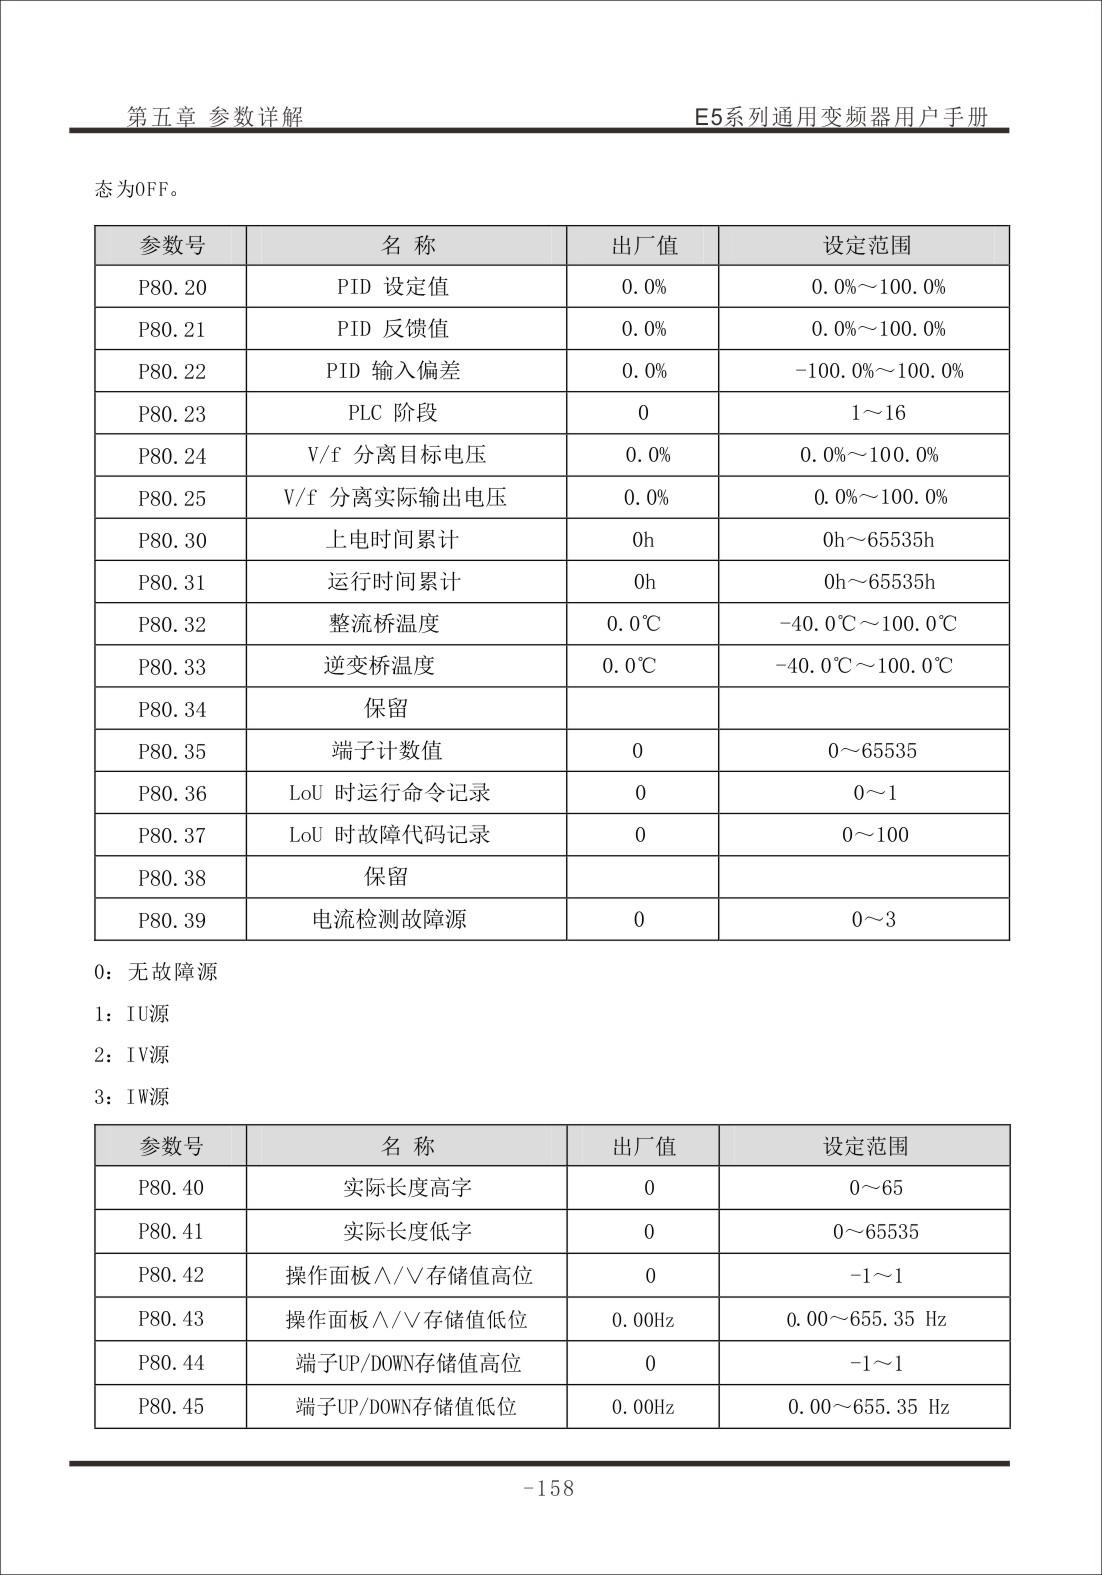 第五章 参数详解 E5系列通用变频器用户手册
态为OFF。
参数号 名 称 出厂值 设定范围
P80.20 PID 设定值 0.0% 0.0%～100.0%
P80.21 PID 反馈值 0.0% 0.0%～100.0%
P80.22 PID 输入偏差 0.0% -100.0%～100.0%
P80.23 PLC 阶段 0 1～16
P80.24 V/f 分离目标电压 0.0% 0.0%～100.0%
P80.25 V/f 分离实际输出电压 0.0% 0.0%～100.0%
P80.30 上电时间累计 0h 0h～65535h
P80.31 运行时间累计 0h 0h～65535h
P80.32 整流桥温度 0.0℃ -40.0℃～100.0℃
P80.33 逆变桥温度 0.0℃ -40.0℃～100.0℃
P80.34 保留
P80.35 端子计数值 0 0～65535
P80.36 LoU 时运行命令记录 0 0～1
P80.37 LoU 时故障代码记录 0 0～100
P80.38 保留
P80.39 电流检测故障源 0 0～3
0：无故障源
1：IU源
2：IV源
3：IW源
参数号 名 称 出厂值 设定范围
P80.40 实际长度高字 0 0～65
P80.41 实际长度低字 0 0～65535
P80.42 操作面板∧/∨存储值高位 0 -1～1
P80.43 操作面板∧/∨存储值低位 0.00Hz 0.00～655.35 Hz
P80.44 端子UP/DOWN存储值高位 0 -1～1
P80.45 端子UP/DOWN存储值低位 0.00Hz 0.00～655.35 Hz
-158